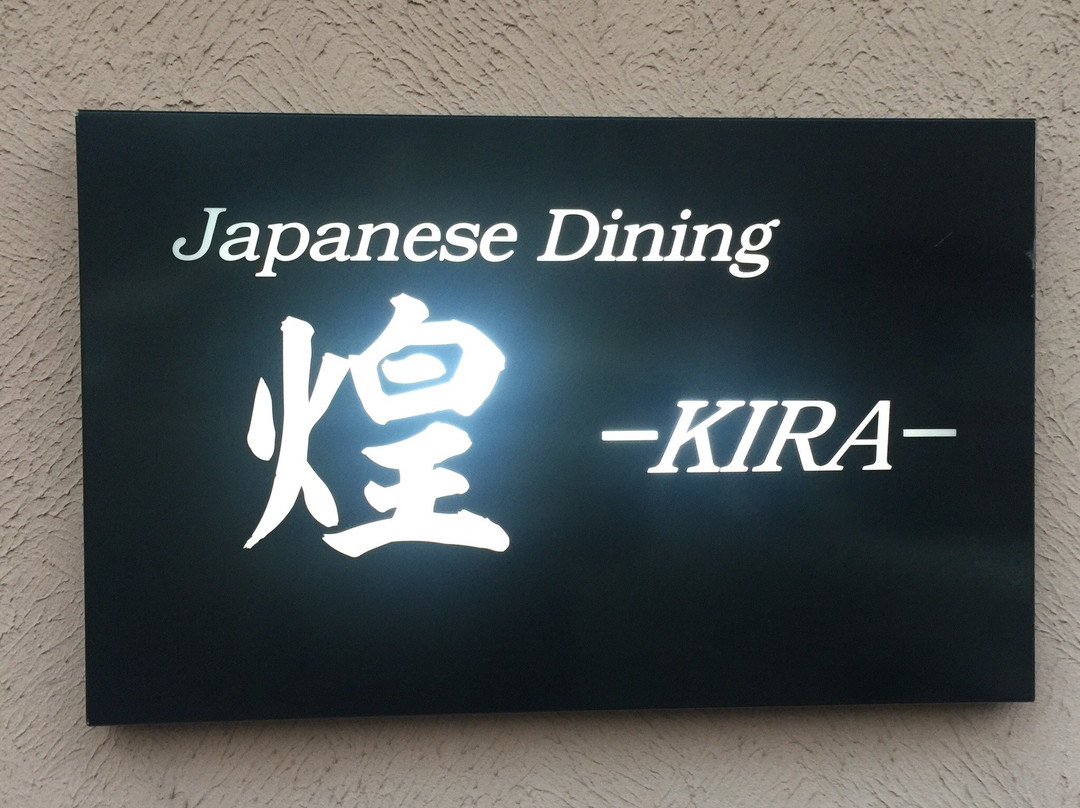 Japanese Dining
煌 -KIRA-